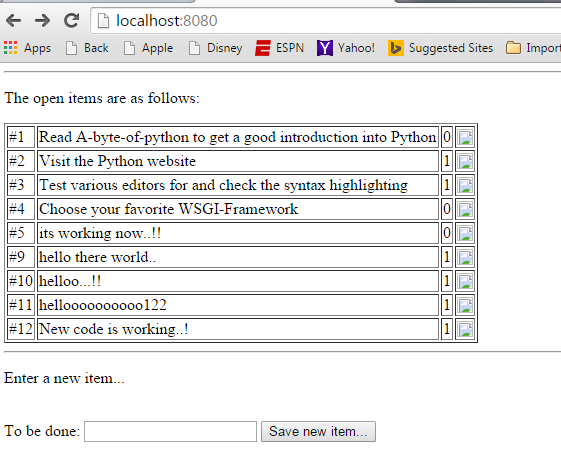 localhost:8080
Apps Back Apple Disney ESPN Yahoo! Suggested Sites Import
The open items are as follows:
#1 Read A-byte-of-python to get a good introduction into Python 0
#2 Visit the Python website 1
#3 Test various editors for and check the syntax highlighting 1
#4 Choose your favorite WSGI-Framework 0
#5 its working now..!! 0
#9 hello there world.. 1
#10 helloo...!! 1
#11 helloooooooooo122 1
#12 New code is working..! 1
Enter a new item...
To be done: Save new item...